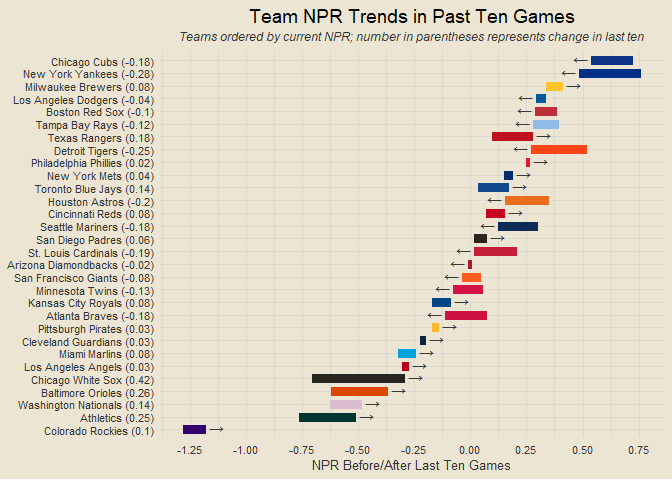 Team NPR Trends in Past Ten Games
Teams ordered by current NPR; number in parentheses represents change in last ten
Chicago Cubs (-0.18)
New York Yankees (-0.28)
Milwaukee Brewers (0.08)
Los Angeles Dodgers (-0.04)
Boston Red Sox (-0.1)
Tampa Bay Rays (-0.12)
Texas Rangers (0.18)
Detroit Tigers (-0.25)
Philadelphia Phillies (0.02)
New York Mets (0.04)
Toronto Blue Jays (0.14)
Houston Astros (-0.2)
Cincinnati Reds (0.08)
Seattle Mariners (-0.18)
San Diego Padres (0.06)
St. Louis Cardinals (-0.19)
Arizona Diamondbacks (-0.02)
San Francisco Giants (-0.08)
Minnesota Twins (-0.13)
Kansas City Royals (0.08)
Atlanta Braves (-0.18)
Pittsburgh Pirates (0.03)
Cleveland Guardians (0.03)
Miami Marlins (0.08)
Los Angeles Angels (0.03)
Chicago White Sox (0.42)
Baltimore Orioles (0.26)
Washington Nationals (0.14)
Athletics (0.25)
Colorado Rockies (0.1)
-1.25 -1.00 -0.75 -0.50 -0.25 0.00 0.25 0.50 0.75
NPR Before/After Last Ten Games